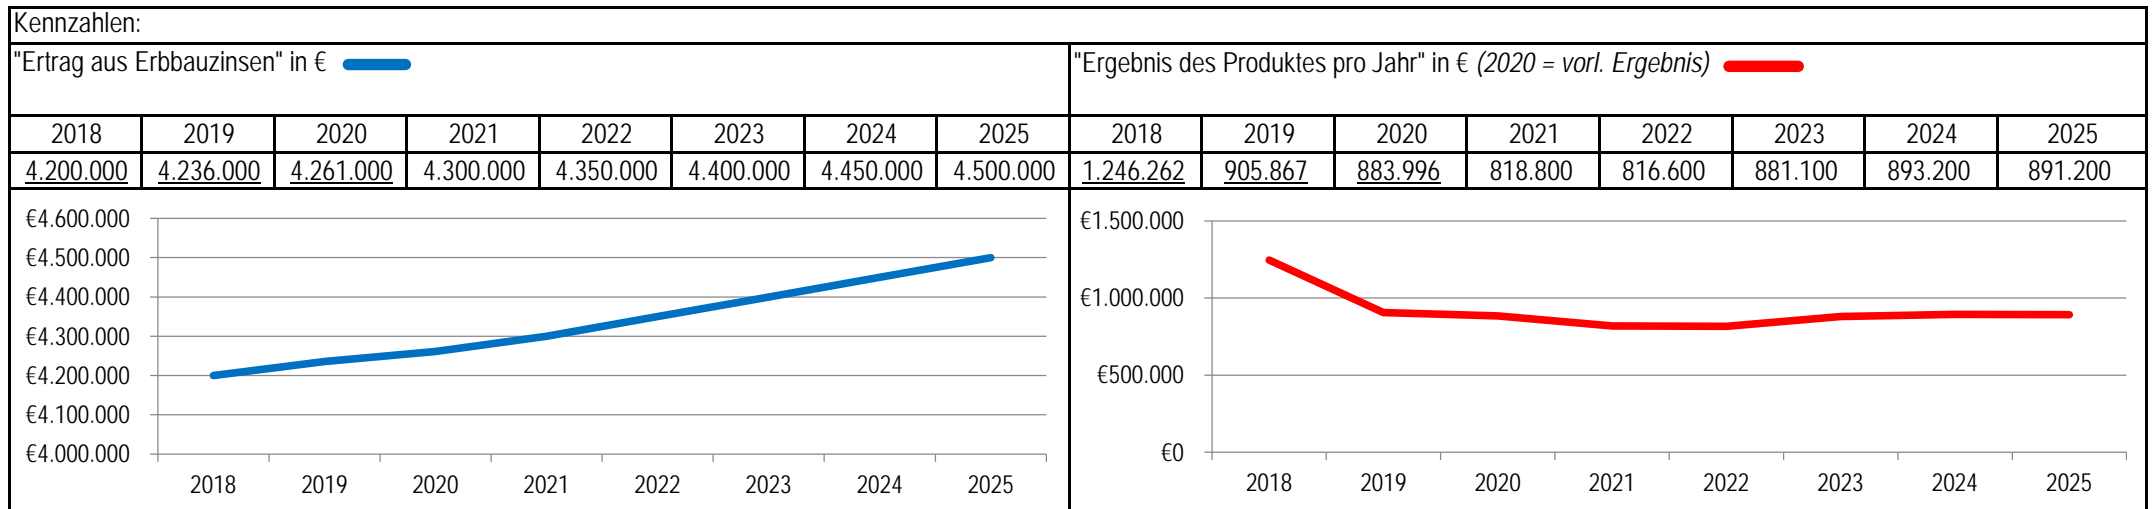 Kennzahlen:
"Ertrag aus Erbbauzinsen" in €
2018 2019 2020 2021 2022 2023 2024 2025
4.200.000 4.236.000 4.261.000 4.300.000 4.350.000 4.400.000 4.450.000 4.500.000
€4.600.000
€4.500.000
€4.400.000
€4.300.000
€4.200.000
€4.100.000
€4.000.000
2018 2019 2020 2021 2022 2023 2024 2025
"Ergebnis des Produktes pro Jahr" in € (2020 = vorl. Ergebnis)
2018 2019 2020 2021 2022 2023 2024 2025
1.246.262 905.867 883.996 818.800 816.600 881.100 893.200 891.200
€1.500.000
€1.000.000
€500.000
€0
2018 2019 2020 2021 2022 2023 2024 2025